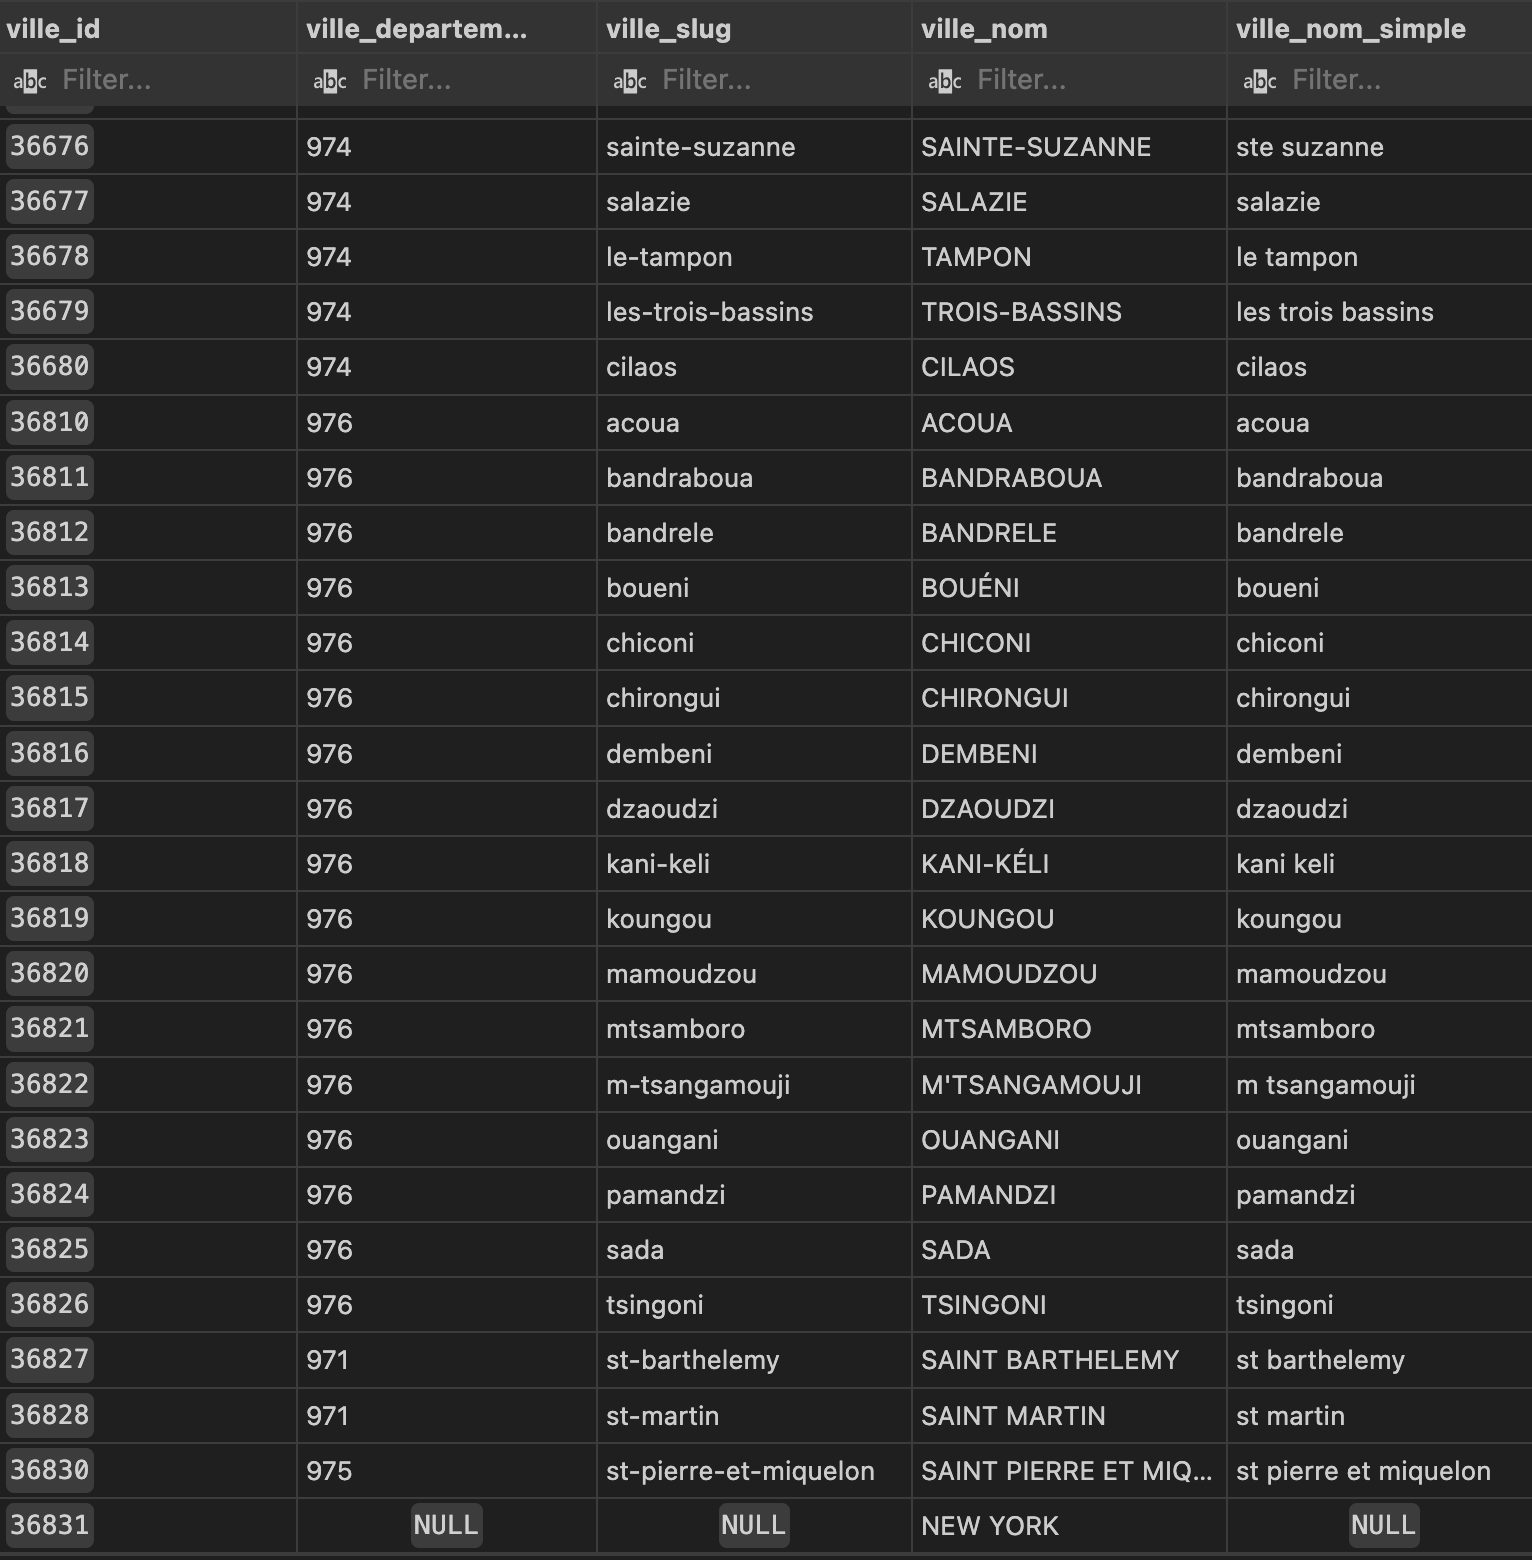 ville_id ville_departem... ville_slug ville_nom ville_nom_simple
abc Filter... abc Filter... abc Filter... abc Filter... abc Filter...
36676 974 sainte-suzanne SAINTE-SUZANNE ste suzanne
36677 974 salazie SALAZIE salazie
36678 974 le-tampon TAMPON le tampon
36679 974 les-trois-bassins TROIS-BASSINS les trois bassins
36680 974 cilaos CILAOS cilaos
36810 976 acoua ACOUA acoua
36811 976 bandraboua BANDRABOUA bandraboua
36812 976 bandrele BANDRELE bandrele
36813 976 boueni BOUÉNI boueni
36814 976 chiconi CHICONI chiconi
36815 976 chirongui CHIRONGUI chirongui
36816 976 dembeni DEMBENI dembeni
36817 976 dzaoudzi DZAOUDZI dzaoudzi
36818 976 kani-keli KANI-KÉLI kani keli
36819 976 koungou KOUNGOU koungou
36820 976 mamoudzou MAMOUDZOU mamoudzou
36821 976 mtsamboro MTSAMBORO mtsamboro
36822 976 m-tsangamouji M'TSANGAMOUJI m tsangamouji
36823 976 ouangani OUANGANI ouangani
36824 976 pamandzi PAMANDZI pamandzi
36825 976 sada SADA sada
36826 976 tsingoni TSINGONI tsingoni
36827 971 st-barthelemy SAINT BARTHELEMY st barthelemy
36828 971 st-martin SAINT MARTIN st martin
36830 975 st-pierre-et-miquelon SAINT PIERRE ET MIQ... st pierre et miquelon
36831 NULL NULL NEW YORK NULL